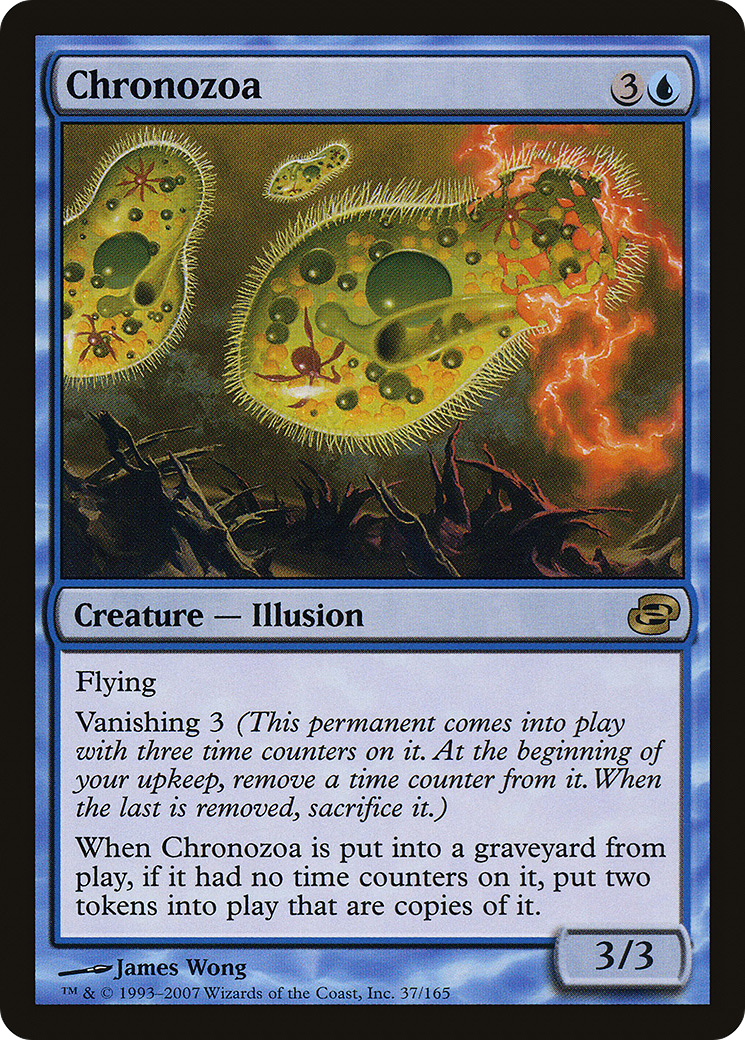 Chronozoa
3
Creature — Illusion
Flying
Vanishing 3 (This permanent comes into play
with three time counters on it. At the beginning of
your upkeep, remove a time counter from it. When
the last is removed, sacrifice it.)
When Chronozoa is put into a graveyard from
play, if it had no time counters on it, put two
tokens into play that are copies of it.
3/3
James Wong
™ & © 1993–2007 Wizards of the Coast, Inc. 37/165